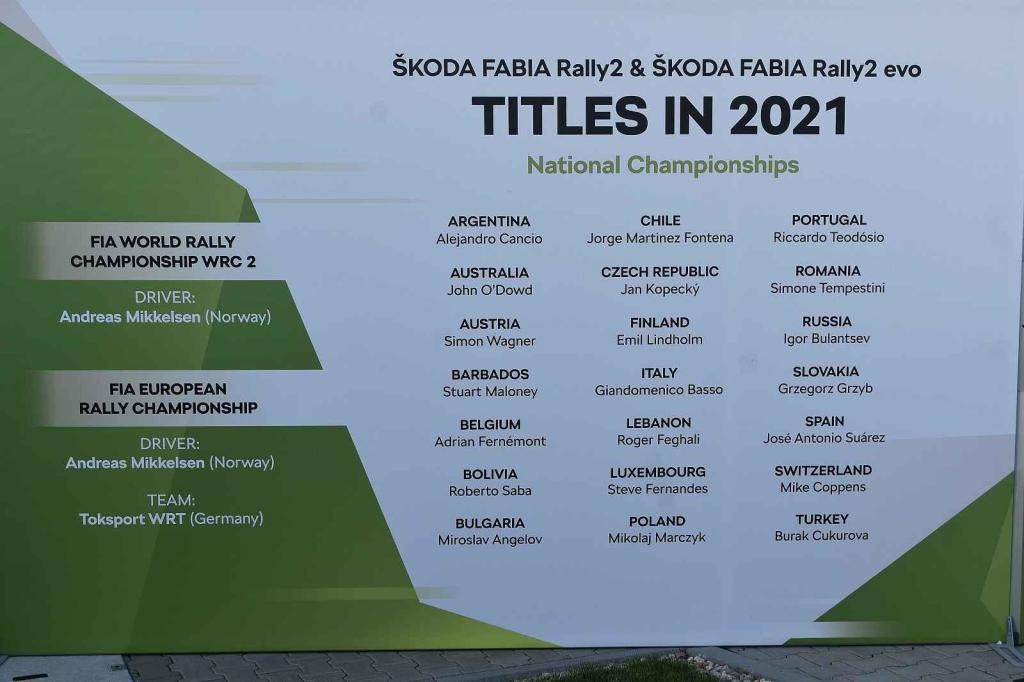 ŠKODA FABIA Rally2 & ŠKODA FABIA Rally2 evo
TITLES IN 2021
National Championships
FIA WORLD RALLY
CHAMPIONSHIP WRC 2
DRIVER:
Andreas Mikkelsen (Norway)
FIA EUROPEAN
RALLY CHAMPIONSHIP
DRIVER:
Andreas Mikkelsen (Norway)
TEAM:
Toksport WRT (Germany)
ARGENTINA
Alejandro Cancio
AUSTRALIA
John O'Dowd
AUSTRIA
Simon Wagner
BARBADOS
Stuart Maloney
BELGIUM
Adrian Fernémont
BOLIVIA
Roberto Saba
BULGARIA
Miroslav Angelov
CHILE
Jorge Martinez Fontena
CZECH REPUBLIC
Jan Kopecký
FINLAND
Emil Lindholm
ITALY
Giandomenico Basso
LEBANON
Roger Feghali
LUXEMBOURG
Steve Fernandes
POLAND
Mikolaj Marczyk
PORTUGAL
Riccardo Teodósio
ROMANIA
Simone Tempestini
RUSSIA
Igor Bulantsev
SLOVAKIA
Grzegorz Grzyb
SPAIN
José Antonio Suárez
SWITZERLAND
Mike Coppens
TURKEY
Burak Cukurova